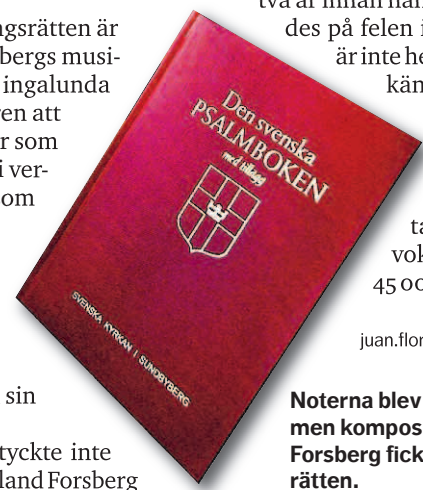 ngsrätten är
bergs musi-
ingalunda
en att
r som
i ver-
som
sin
tyckte inte
land Forsberg
Den svenska
PSALMBOKEN
med tillägg
SVENSKA KYRKAN I SUNDBYBERG
två år innan han
des på felen i
är inte he
kän
ta
vok
45 00
juan.flor
Noterna blev
men kompos
Forsberg fick
rätten.